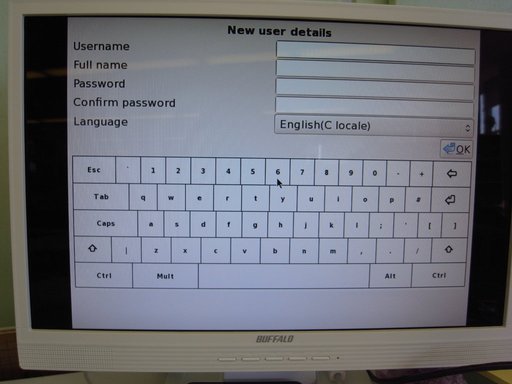 New user details
Username
Full name
Password
Confirm password
Language English(C locale)
OK
Esc ` 1 2 3 4 5 6 7 8 9 0 - +
Tab q w e r t y u i o p #
Caps a s d f g h j k l ; ' [ ]
| z x c v b n m , . /
Ctrl Mult Alt Ctrl
BUFFALO